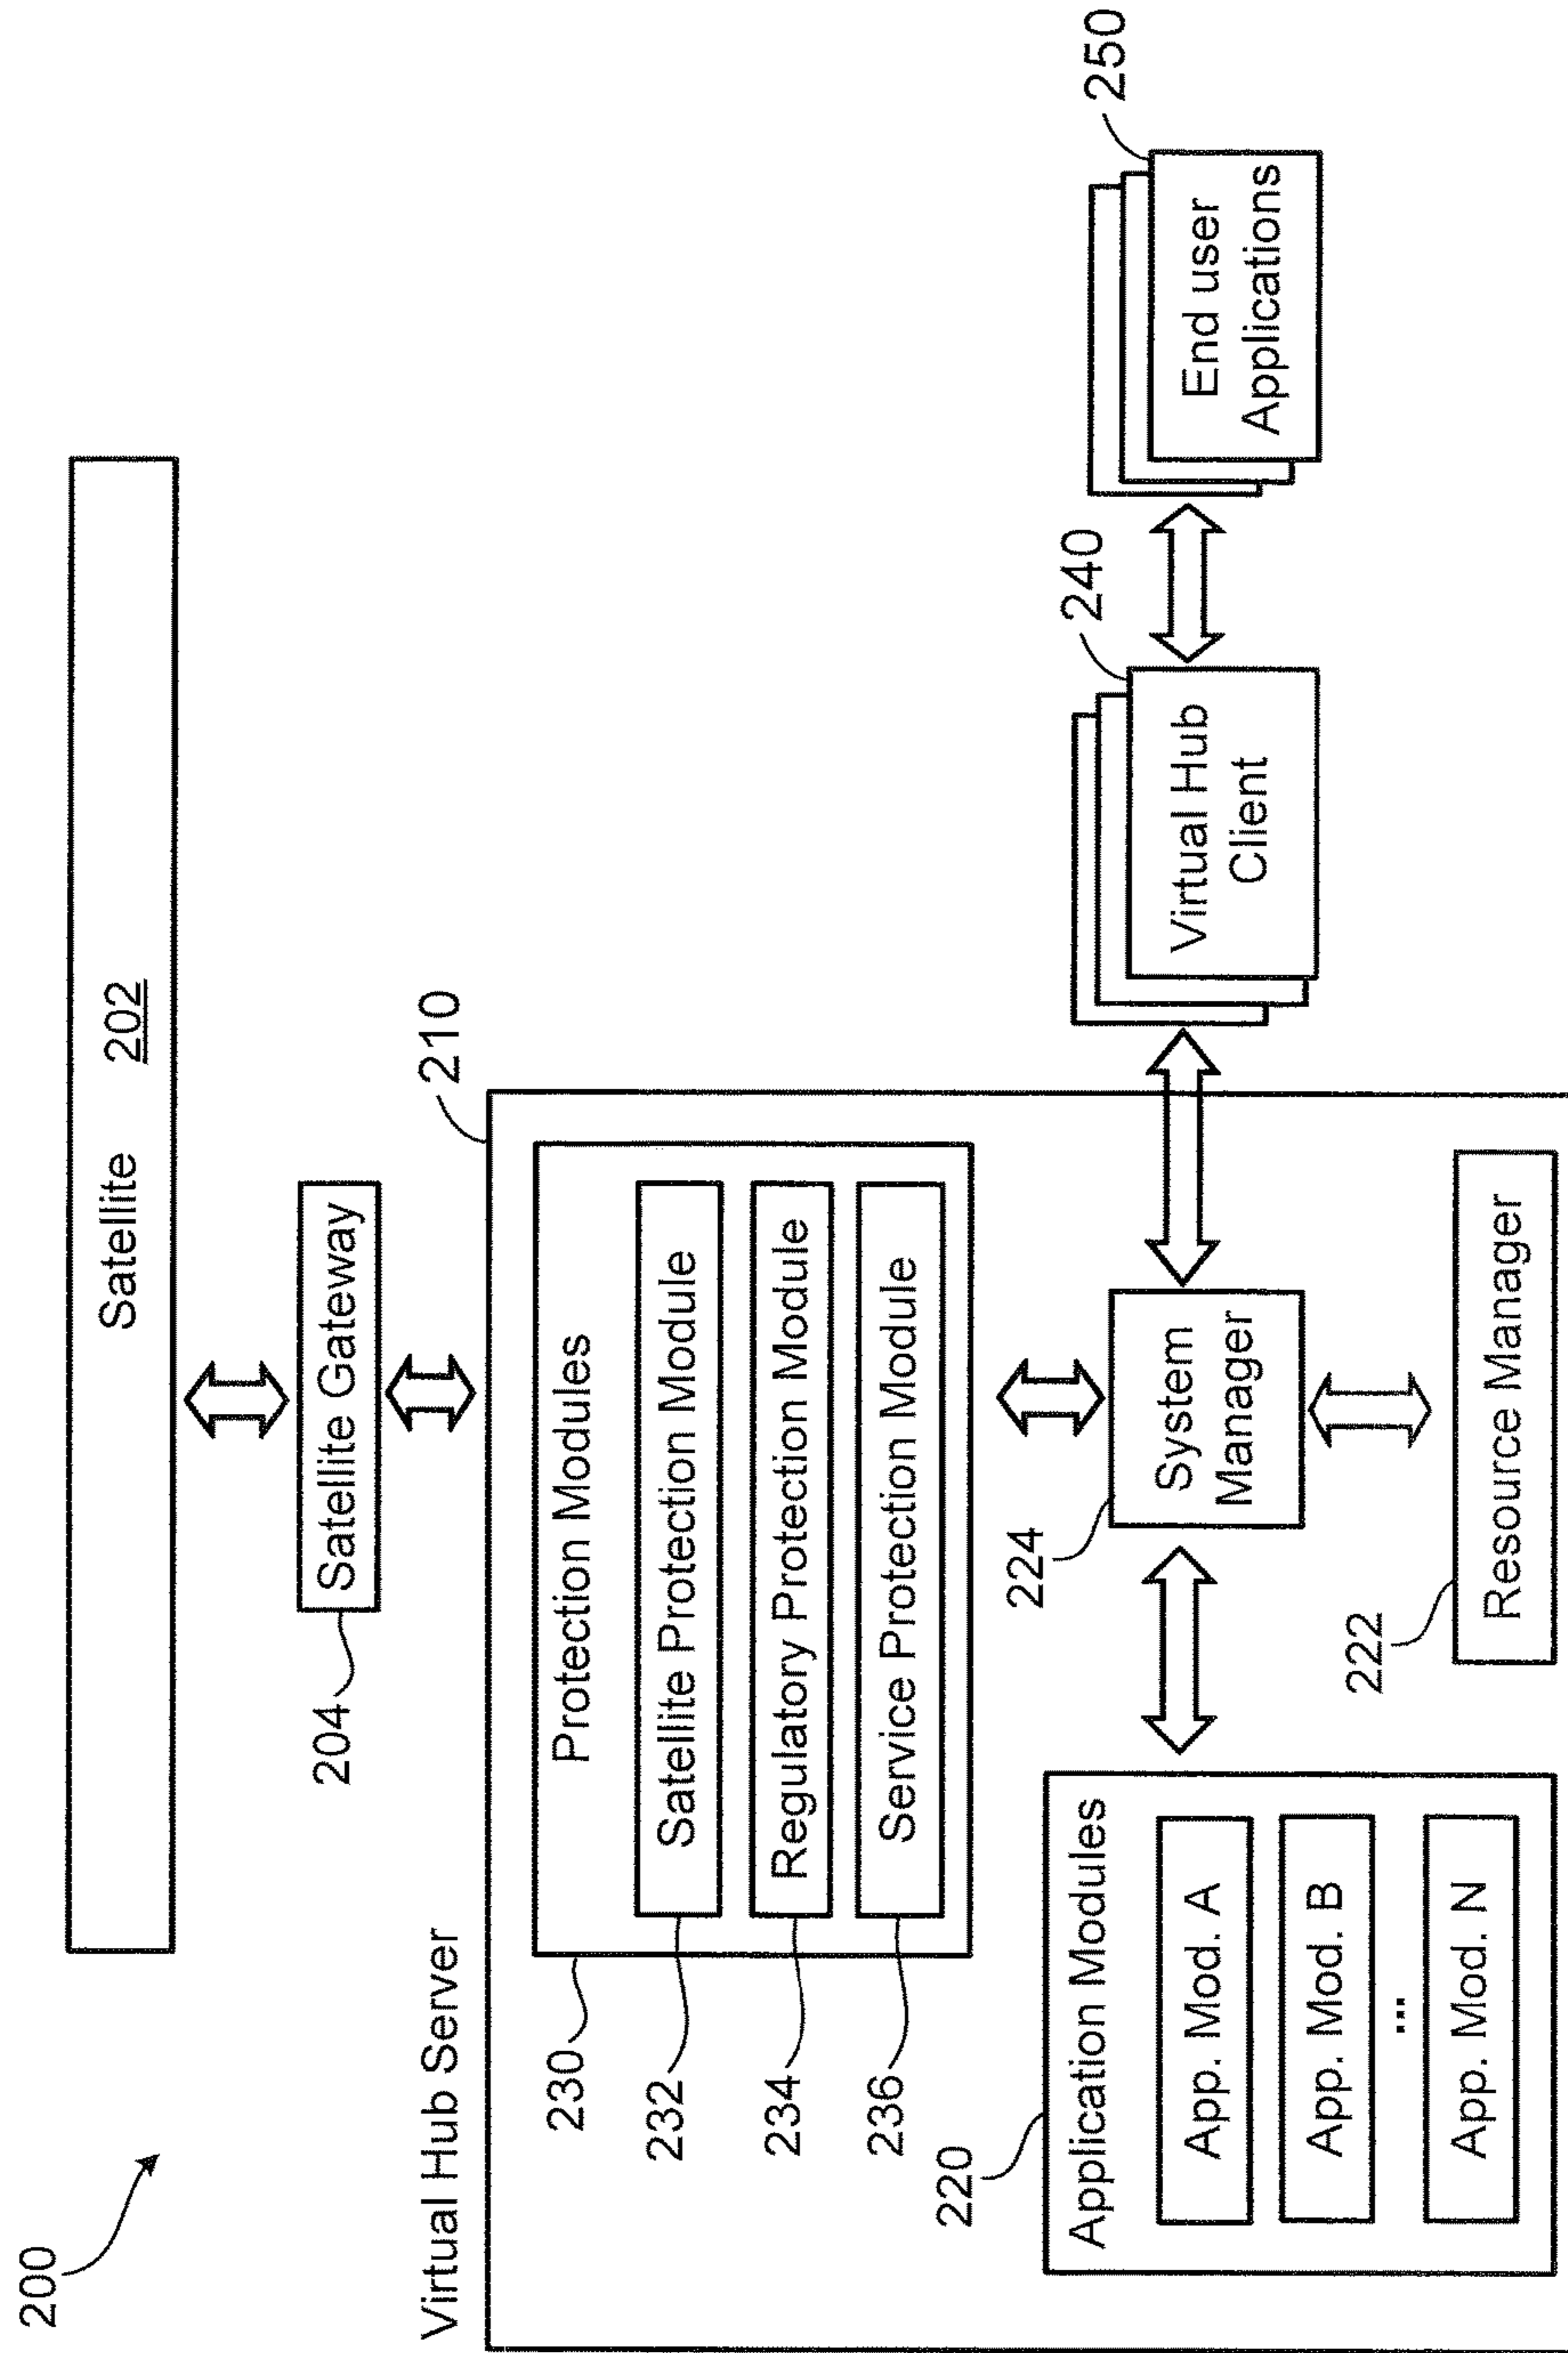 200
Satellite 202
204
Satellite Gateway
Virtual Hub Server
210
230
Protection Modules
232
Satellite Protection Module
234
Regulatory Protection Module
236
Service Protection Module
220
Application Modules
App. Mod. A
App. Mod. B
...
App. Mod. N
224
System
Manager
222
Resource Manager
240
Virtual Hub
Client
250
End user
Applications